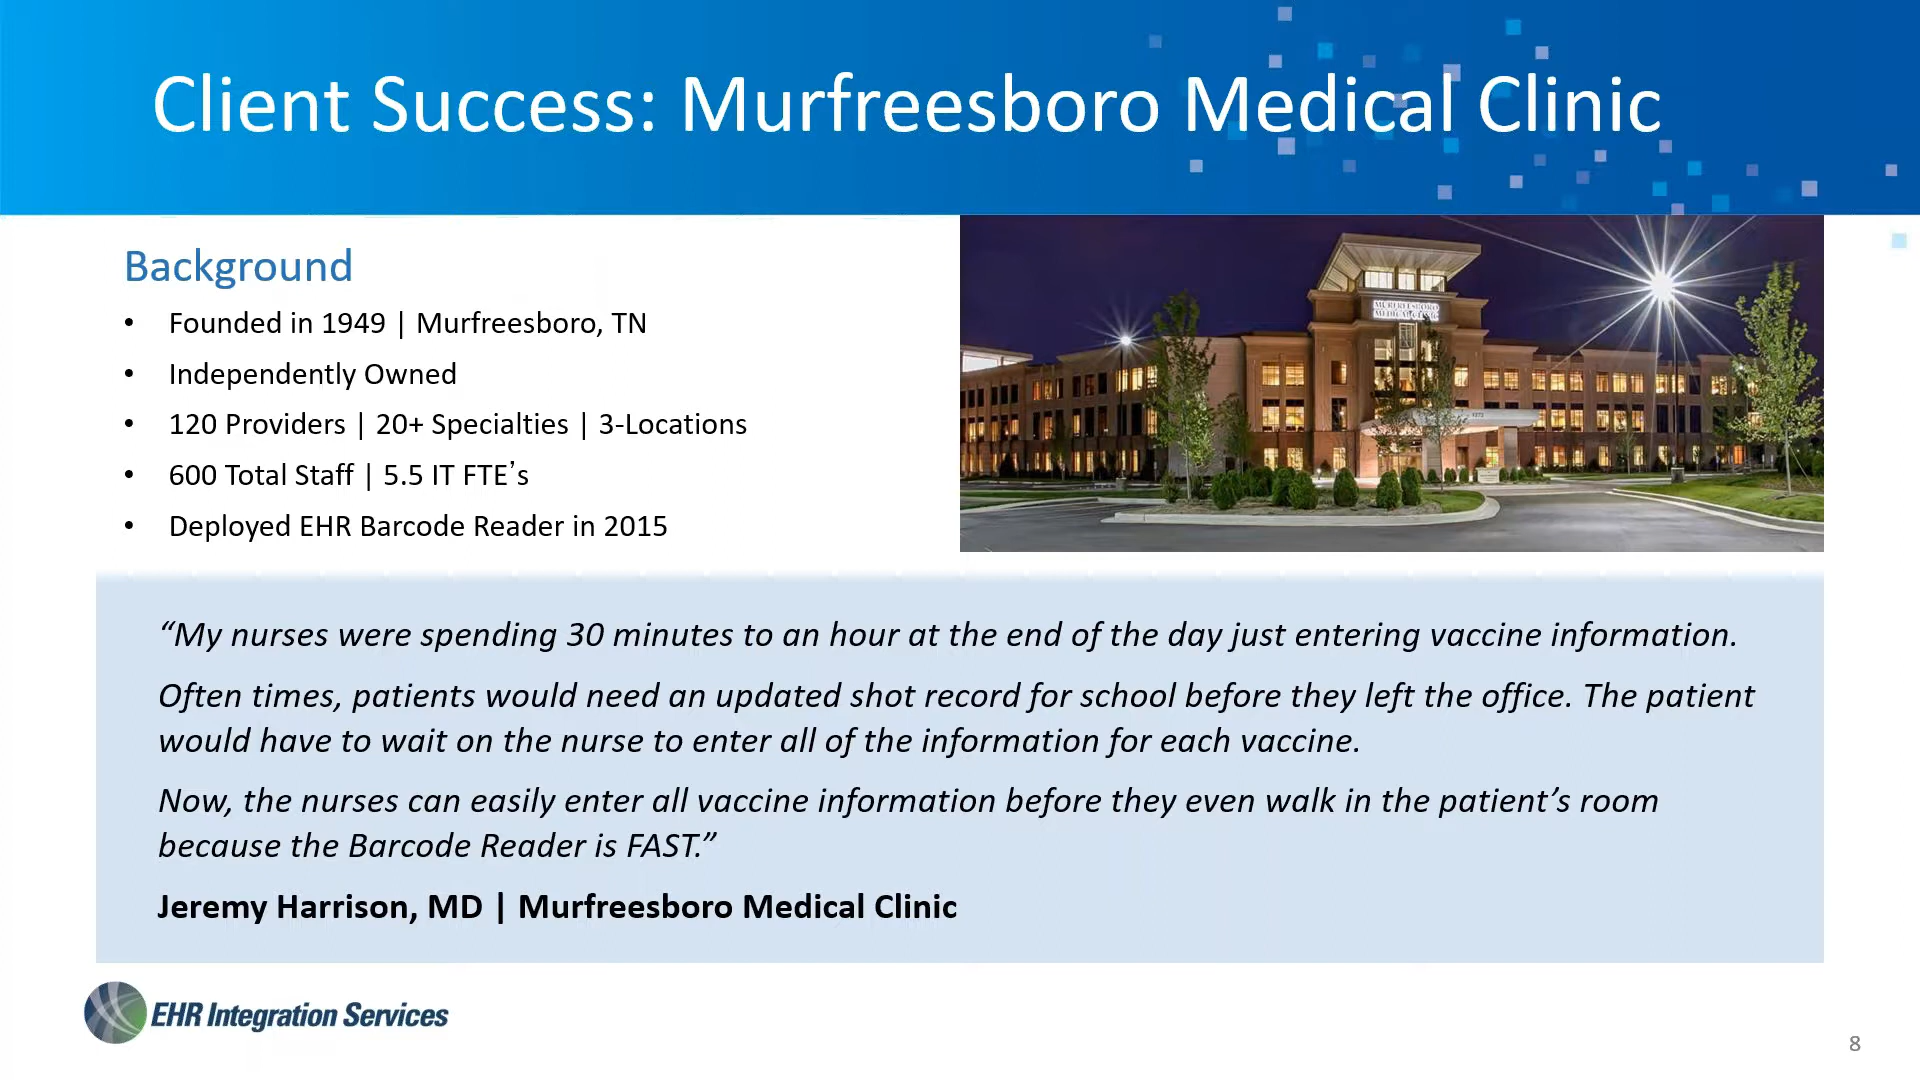 Client Success: Murfreesboro Medical Clinic
Background
• Founded in 1949 | Murfreesboro, TN
• Independently Owned
• 120 Providers | 20+ Specialties | 3-Locations
• 600 Total Staff | 5.5 IT FTE’s
• Deployed EHR Barcode Reader in 2015
MURFREESBORO
MEDICAL CLINIC
1272
“My nurses were spending 30 minutes to an hour at the end of the day just entering vaccine information.
Often times, patients would need an updated shot record for school before they left the office. The patient
would have to wait on the nurse to enter all of the information for each vaccine.
Now, the nurses can easily enter all vaccine information before they even walk in the patient’s room
because the Barcode Reader is FAST.”
Jeremy Harrison, MD | Murfreesboro Medical Clinic
EHR Integration Services
8